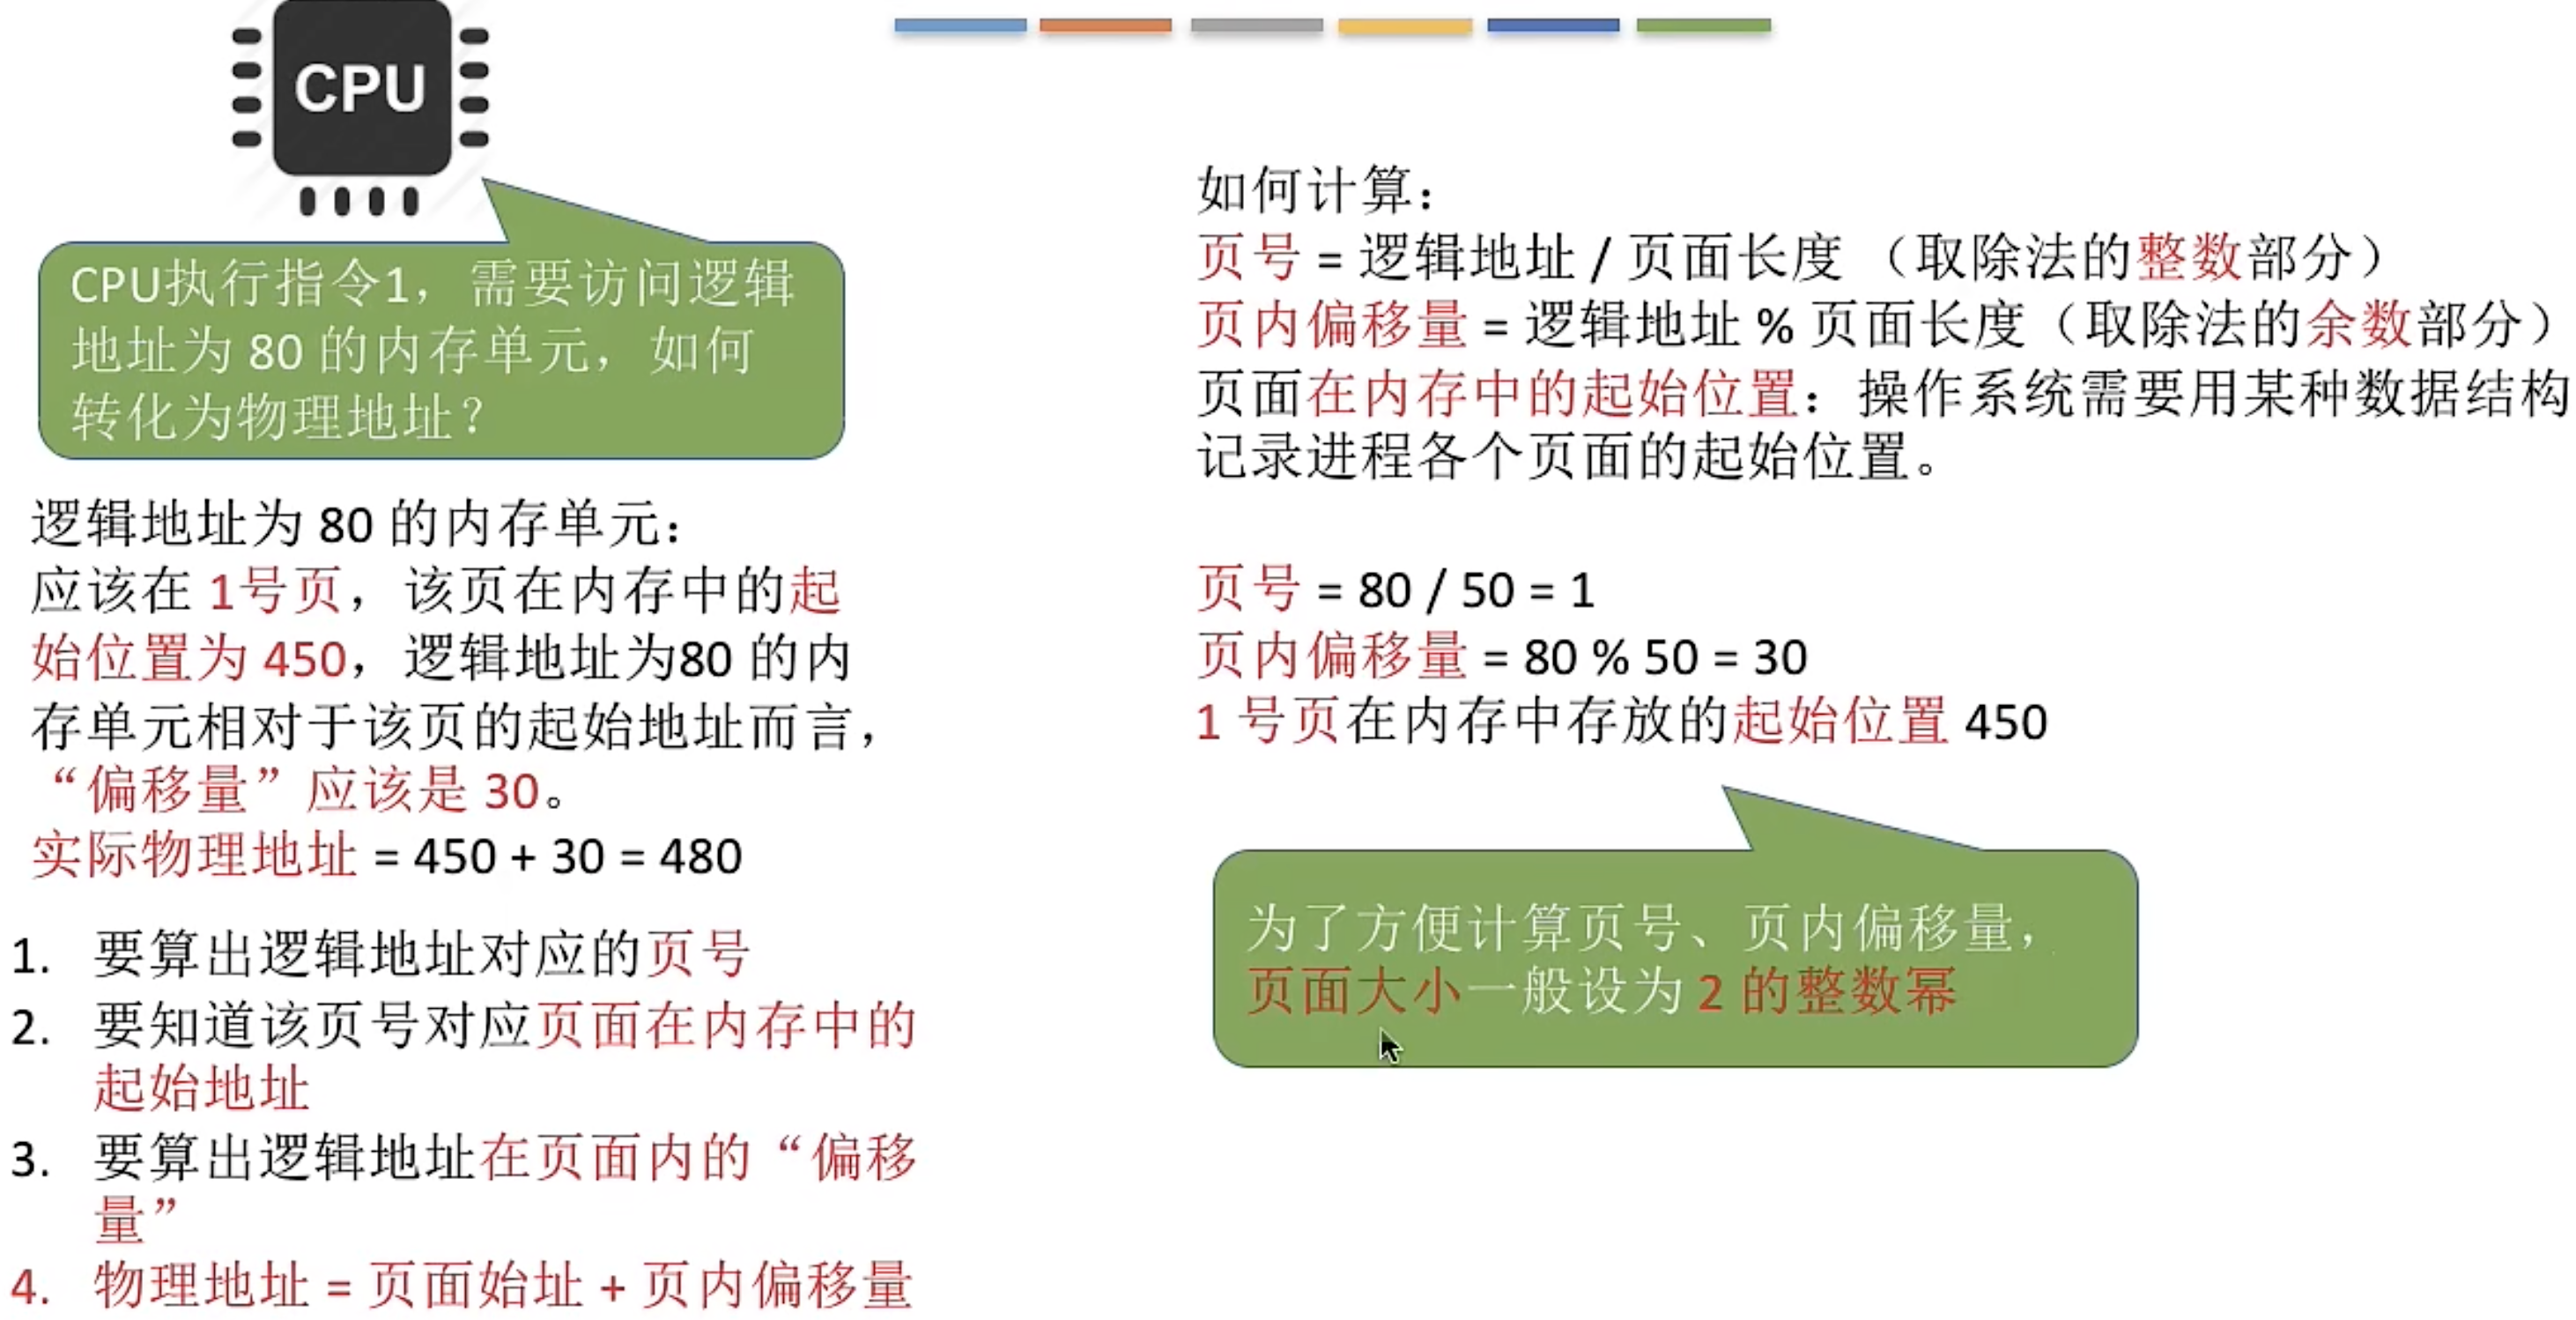 CPU
CPU执行指令1，需要访问逻辑
地址为 80 的内存单元，如何
转化为物理地址？
逻辑地址为 80 的内存单元：
应该在 1号页，该页在内存中的起
始位置为 450，逻辑地址为80 的内
存单元相对于该页的起始地址而言，
“偏移量”应该是 30。
实际物理地址 = 450 + 30 = 480
1. 要算出逻辑地址对应的页号
2. 要知道该页号对应页面在内存中的
起始地址
3. 要算出逻辑地址在页面内的“偏移
量”
4. 物理地址 = 页面始址 + 页内偏移量
如何计算：
页号 = 逻辑地址 / 页面长度 （取除法的整数部分）
页内偏移量 = 逻辑地址 % 页面长度（取除法的余数部分）
页面在内存中的起始位置：操作系统需要用某种数据结构
记录进程各个页面的起始位置。
页号 = 80 / 50 = 1
页内偏移量 = 80 % 50 = 30
1 号页在内存中存放的起始位置 450
为了方便计算页号、页内偏移量，
页面大小一般设为 2 的整数幂